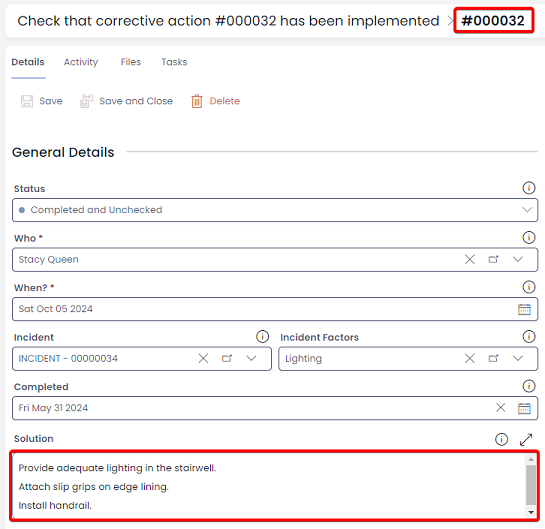 Check that corrective action #000032 has been implemented > #000032
Details Activity Files Tasks
Save Save and Close Delete
General Details
Status
Completed and Unchecked
Who *
Stacy Queen
When? *
Sat Oct 05 2024
Incident Incident Factors
INCIDENT - 00000034 Lighting
Completed
Fri May 31 2024
Solution
Provide adequate lighting in the stairwell.
Attach slip grips on edge lining.
Install handrail.